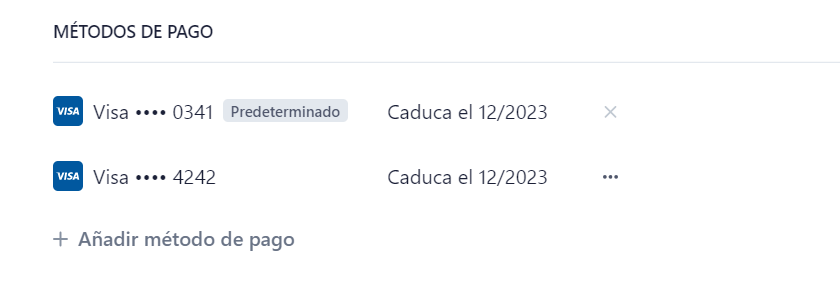 MÉTODOS DE PAGO
VISA Visa •••• 0341 Predeterminado Caduca el 12/2023 ×
VISA Visa •••• 4242 Caduca el 12/2023 •••
+ Añadir método de pago